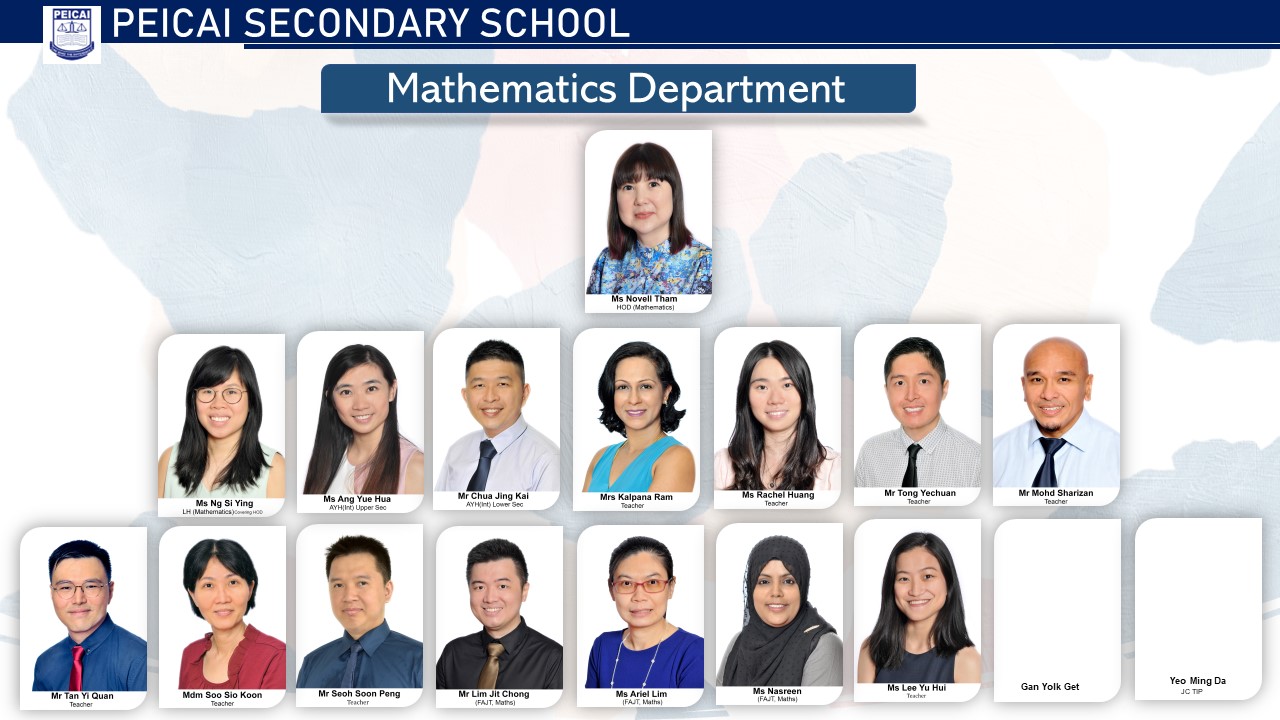 PEICAI
PEICAI SECONDARY SCHOOL
Mathematics Department
Ms Novell Tham
HOD (Mathematics)
Ms Ng Si Ying
LH (Mathematics)Covering HOD
Ms Ang Yue Hua
AYH(Int) Upper Sec
Mr Chua Jing Kai
AYH(Int) Lower Sec
Mrs Kalpana Ram
Teacher
Ms Rachel Huang
Teacher
Mr Tong Yechuan
Teacher
Mr Mohd Sharizan
Teacher
Mr Tan Yi Quan
Teacher
Mdm Soo Sio Koon
Teacher
Mr Seoh Soon Peng
Teacher
Mr Lim Jit Chong
(FAJT, Maths)
Ms Ariel Lim
(FAJT, Maths)
Ms Nasreen
(FAJT, Maths)
Ms Lee Yu Hui
Teacher
Gan Yolk Get
Yeo Ming Da
JC TIP